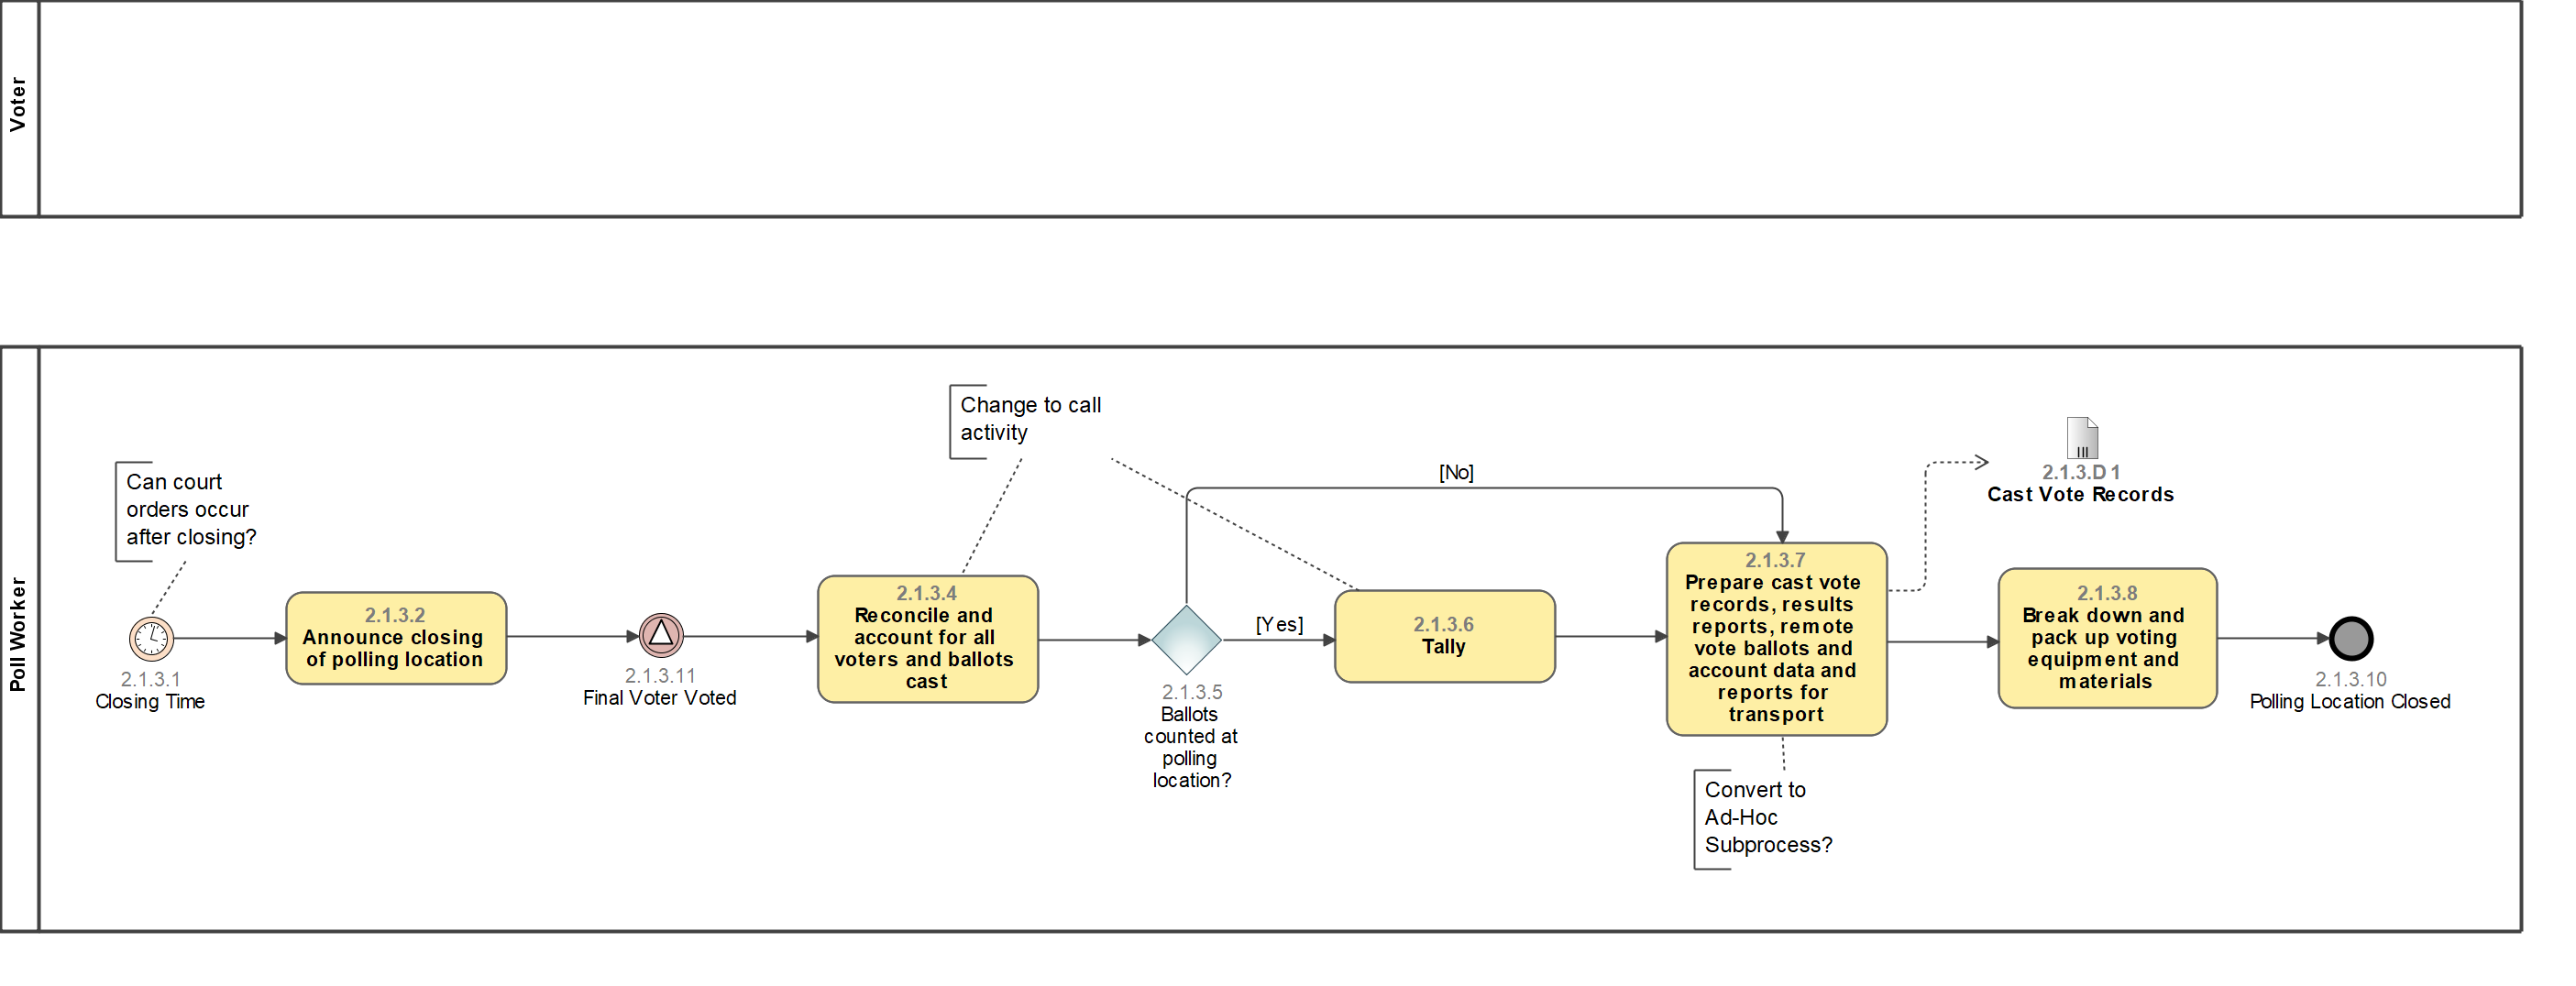 Voter
Poll Worker
Can court
orders occur
after closing?
2.1.3.1
Closing Time
2.1.3.2
Announce closing
of polling location
2.1.3.11
Final Voter Voted
Change to call
activity
2.1.3.4
Reconcile and
account for all
voters and ballots
cast
2.1.3.5
Ballots
counted at
polling
location?
[No]
[Yes]
2.1.3.6
Tally
2.1.3.7
Prepare cast vote
records, results
reports, remote
vote ballots and
account data and
reports for
transport
Convert to
Ad-Hoc
Subprocess?
2.1.3.D1
Cast Vote Records
2.1.3.8
Break down and
pack up voting
equipment and
materials
2.1.3.10
Polling Location Closed